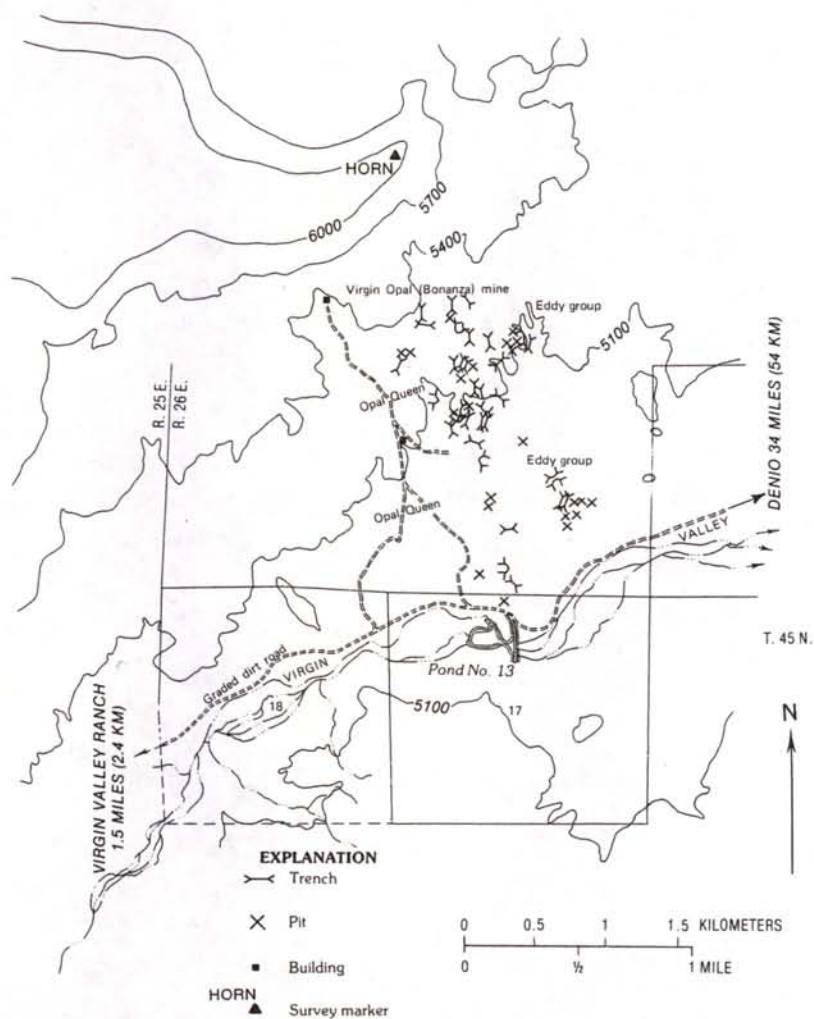 HORN
6000
5700
5400
Virgin Opal (Bonanza) mine
Eddy group
5100
R. 25 E.
R. 26 E.
Opal Queen
DENIO 34 MILES (54 KM)
Eddy group
Opal Queen
VALLEY
T. 45 N.
Graded dirt road
VIRGIN
Pond No. 13
18
5100
17
N
VIRGIN VALLEY RANCH
1.5 MILES (2.4 KM)
EXPLANATION
Trench
Pit
Building
HORN
Survey marker
0 0.5 1 1.5 KILOMETERS
0 ½ 1 MILE